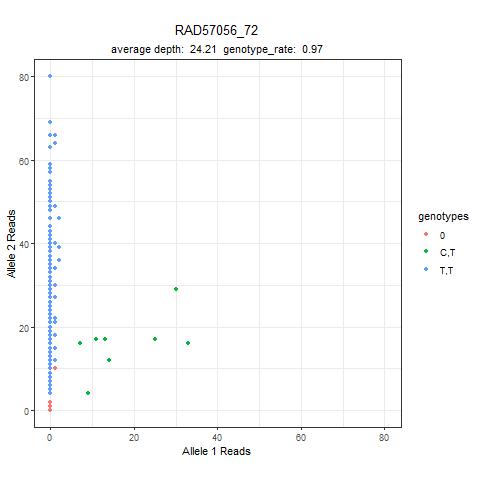 RAD57056_72
average depth: 24.21 genotype_rate: 0.97
80
60
40
20
0
Allele 2 Reads
0 20 40 60 80
Allele 1 Reads
genotypes
0
C,T
T,T